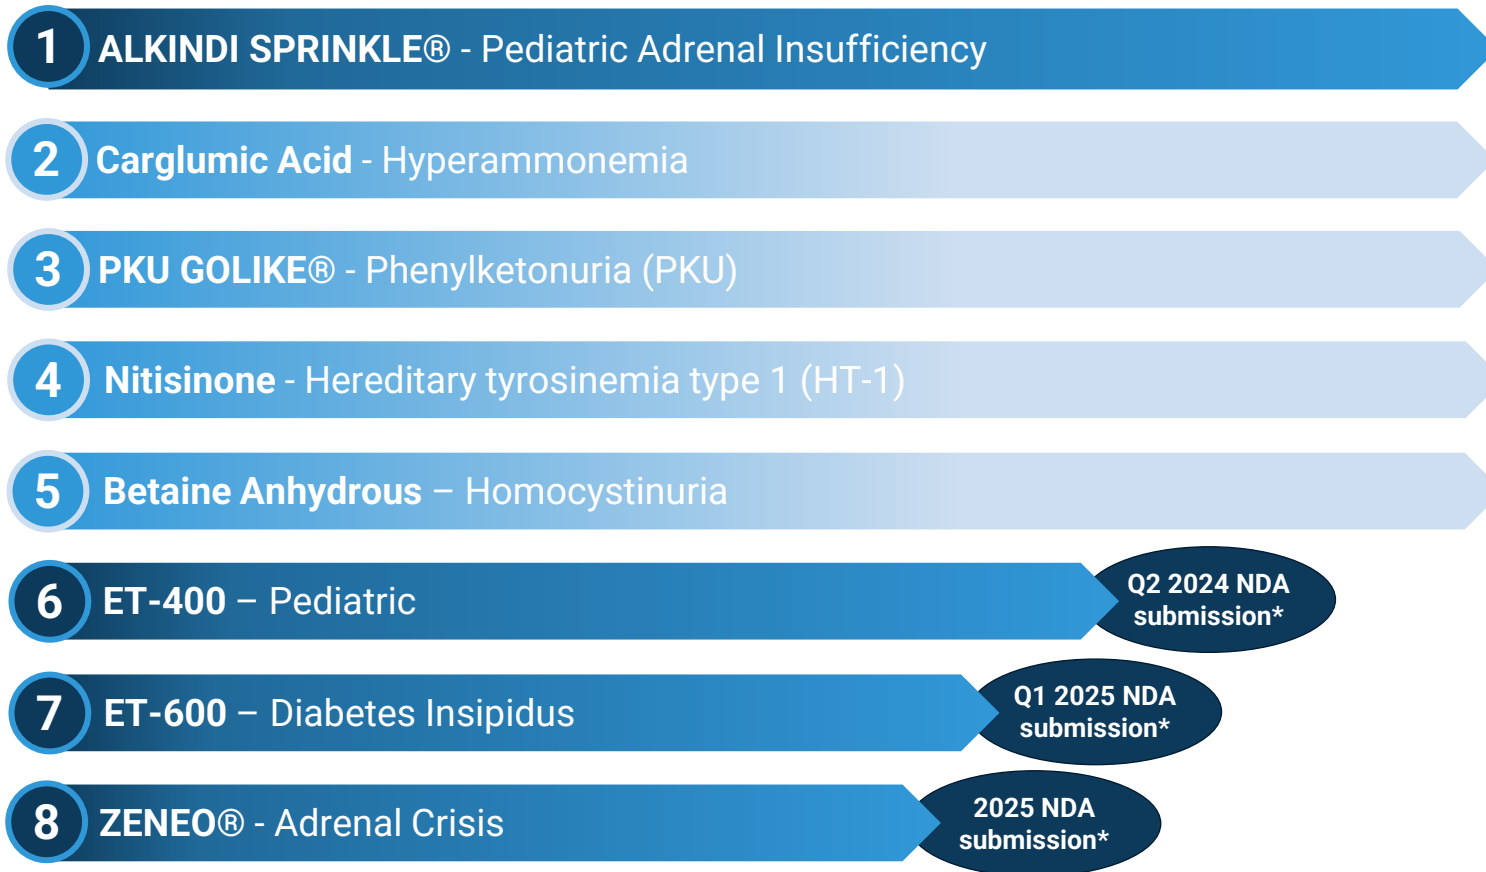 1 ALKINDI SPRINKLE® - Pediatric Adrenal Insufficiency
2 Carglumic Acid - Hyperammonemia
3 PKU GOLIKE® - Phenylketonuria (PKU)
4 Nitisinone - Hereditary tyrosinemia type 1 (HT-1)
5 Betaine Anhydrous – Homocystinuria
6 ET-400 – Pediatric
Q2 2024 NDA
submission*
7 ET-600 – Diabetes Insipidus
Q1 2025 NDA
submission*
8 ZENEO® - Adrenal Crisis
2025 NDA
submission*